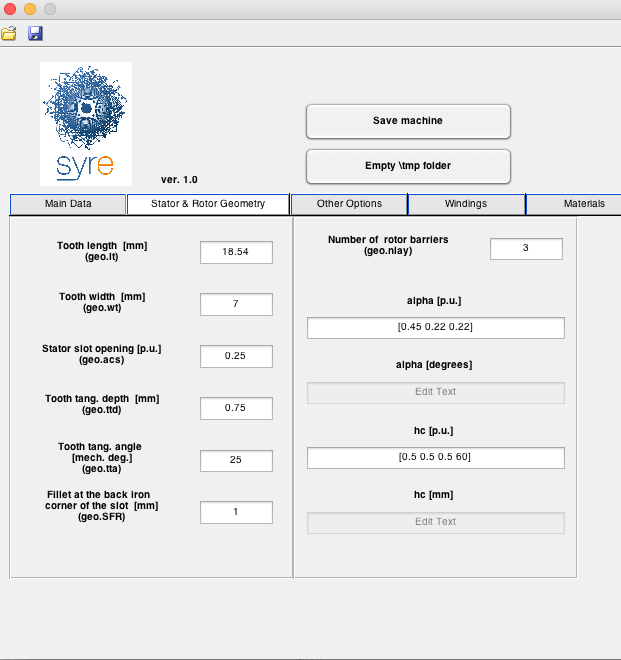 syre
ver. 1.0
Save machine
Empty \tmp folder
Main Data
Stator & Rotor Geometry
Other Options
Windings
Materials
Tooth length [mm]
(geo.lt)
18.54
Tooth width [mm]
(geo.wt)
7
Stator slot opening [p.u.]
(geo.acs)
0.25
Tooth tang. depth [mm]
(geo.ttd)
0.75
Tooth tang. angle
[mech. deg.]
(geo.tta)
25
Fillet at the back iron
corner of the slot [mm]
(geo.SFR)
1
Number of rotor barriers
(geo.nlay)
3
alpha [p.u.]
[0.45 0.22 0.22]
alpha [degrees]
Edit Text
hc [p.u.]
[0.5 0.5 0.5 60]
hc [mm]
Edit Text